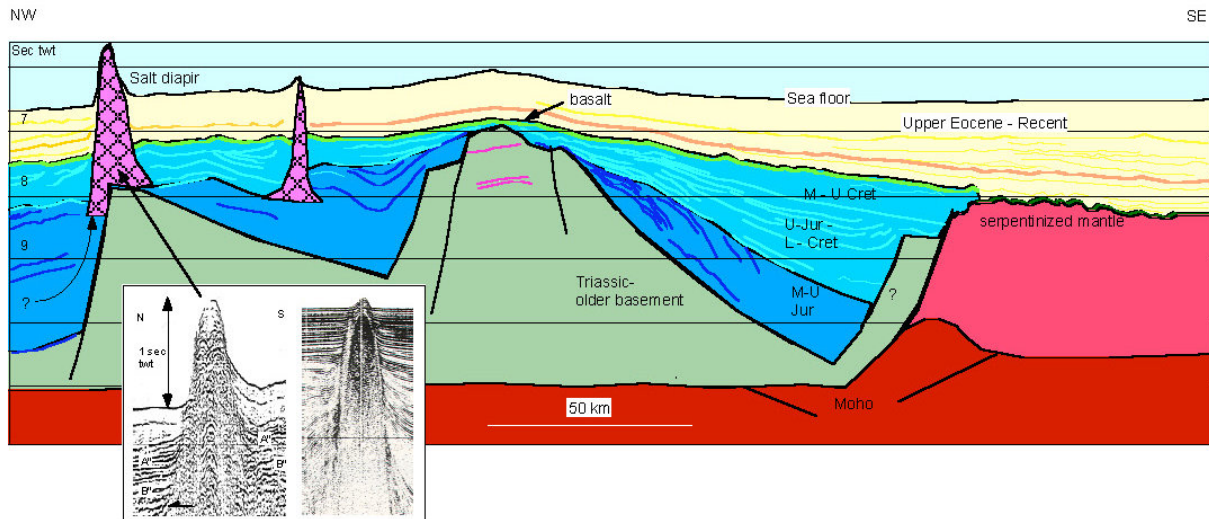 NW
SE
Sec twt
Salt diapir
basalt
Sea floor
7
Upper Eocene - Recent
8
M - U Cret
U-Jur -
L - Cret
serpentinized mantle
9
?
Triassic-
older basement
M-U
Jur
?
N
S
1 sec
twt
50 km
Moho
A"
A"
B"
B"